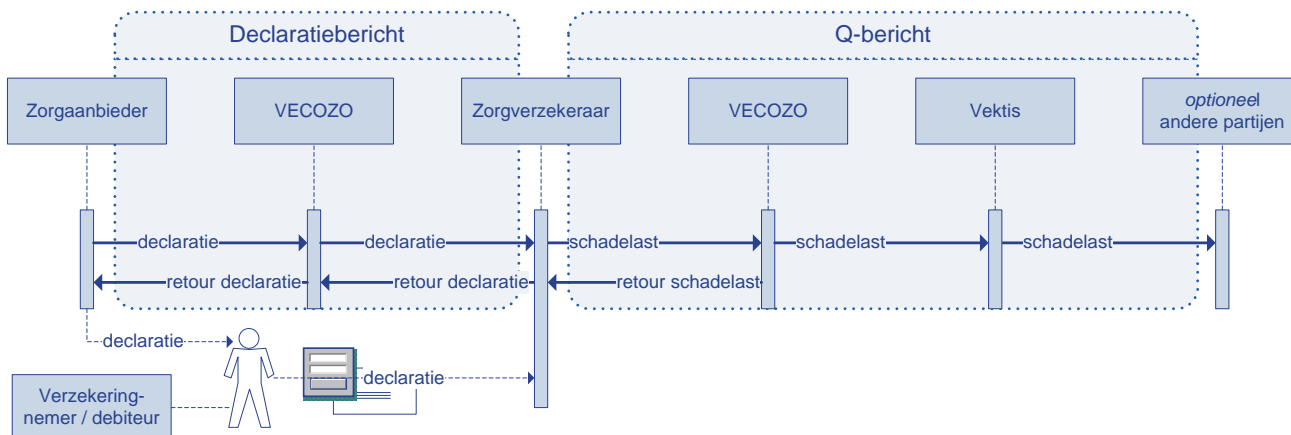 Declaratiebericht
Q-bericht
Zorgaanbieder
VECOZO
Zorgverzekeraar
VECOZO
Vektis
optioneel
andere partijen
declaratie
declaratie
schadelast
schadelast
schadelast
retour declaratie
retour declaratie
retour schadelast
declaratie
declaratie
Verzekering-
nemer / debiteur